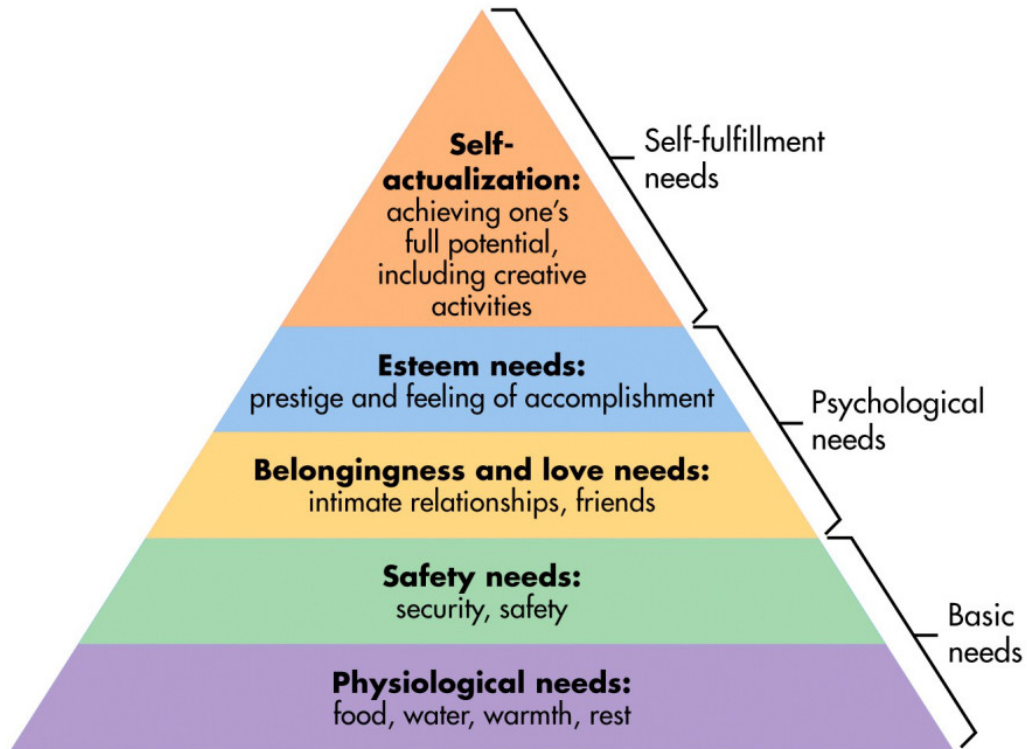 Self-
actualization:
achieving one's
full potential,
including creative
activities
Self-fulfillment
needs
Esteem needs:
prestige and feeling of accomplishment
Psychological
needs
Belongingness and love needs:
intimate relationships, friends
Safety needs:
security, safety
Basic
needs
Physiological needs:
food, water, warmth, rest